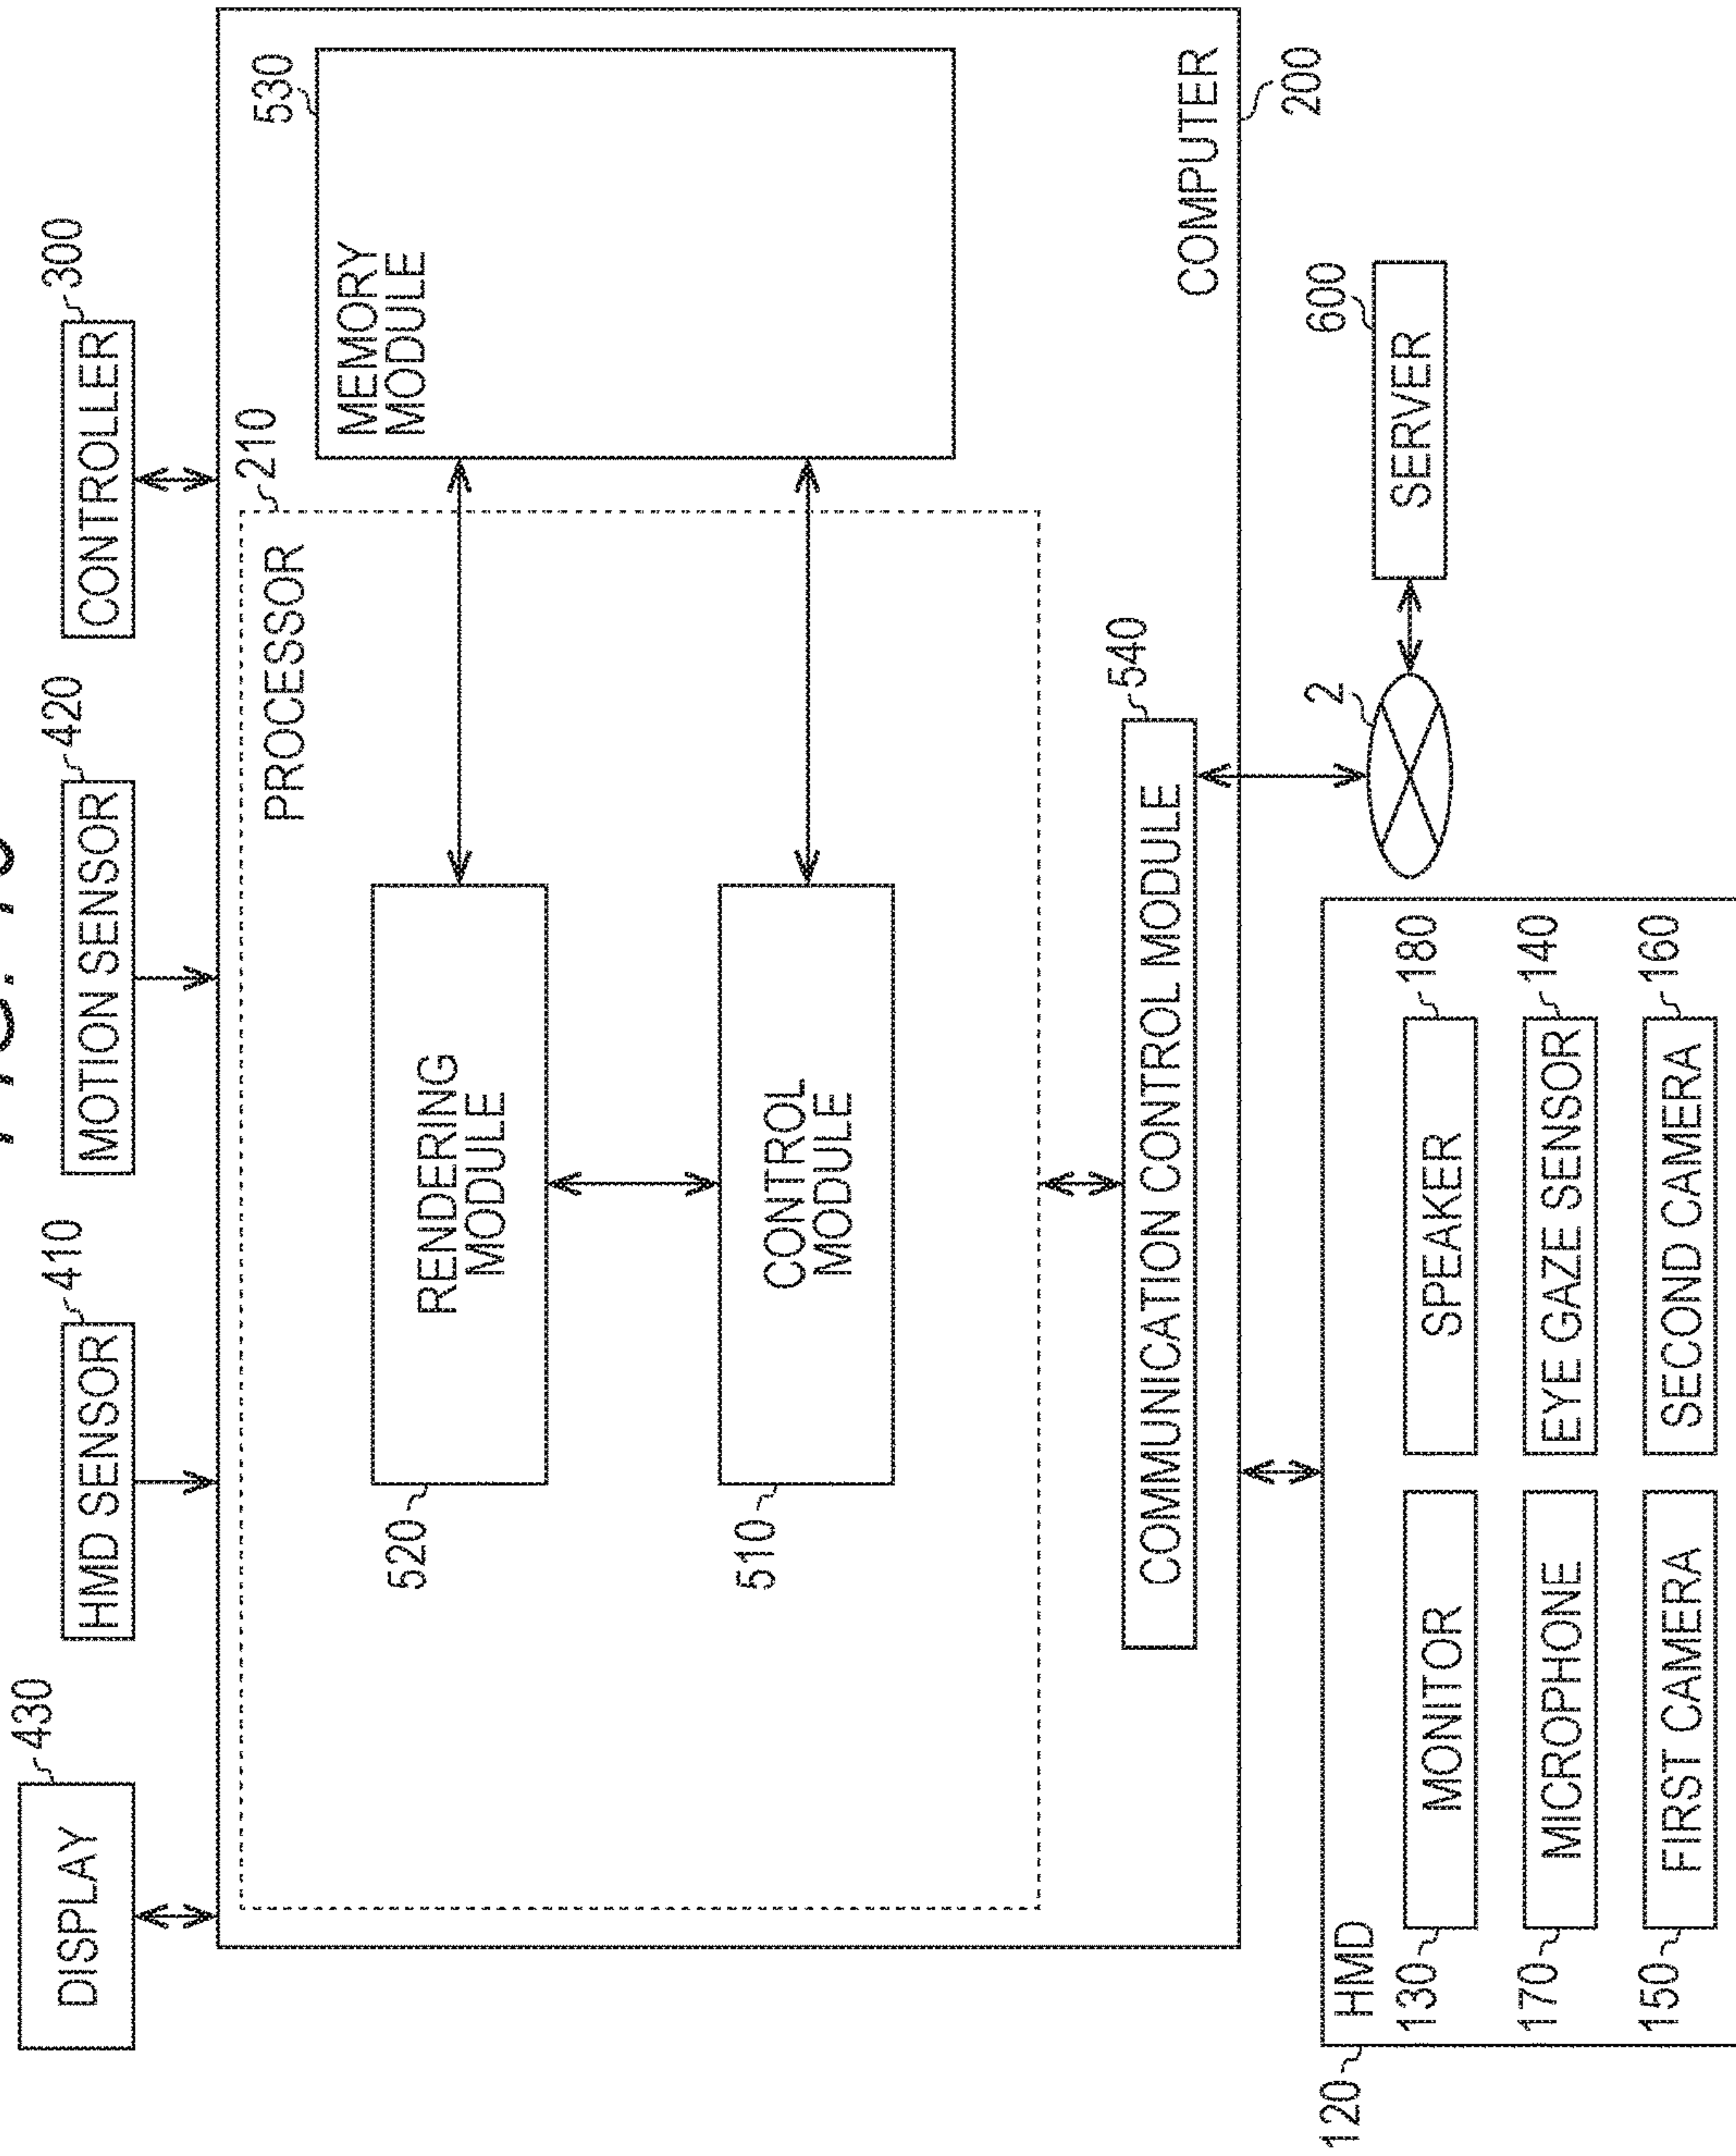 DISPLAY
430
HMD SENSOR
410
MOTION SENSOR
420
CONTROLLER
300
PROCESSOR
210
530
MEMORY
MODULE
520
RENDERING
MODULE
510
CONTROL
MODULE
COMMUNICATION CONTROL MODULE
540
COMPUTER
200
120
HMD
130
MONITOR
SPEAKER
180
170
MICROPHONE
EYE GAZE SENSOR
140
150
FIRST CAMERA
SECOND CAMERA
160
2
SERVER
600